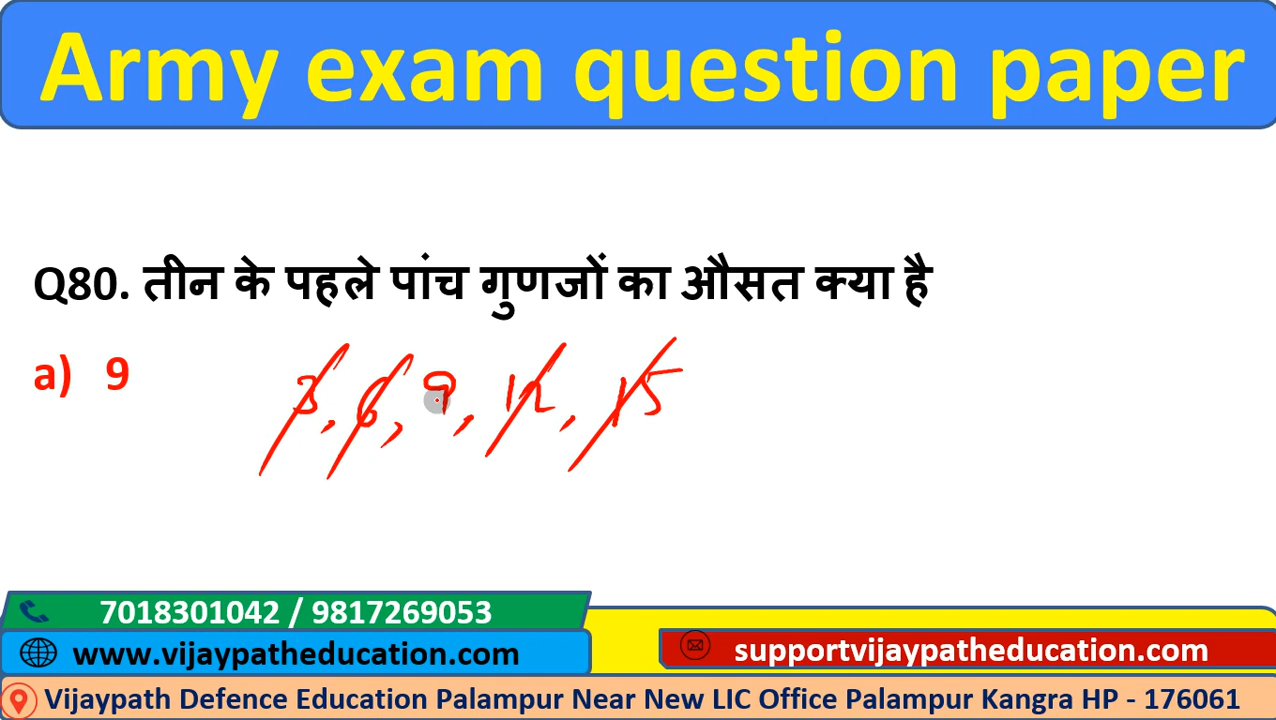 Army exam question paper
Q80. तीन के पहले पांच गुणजों का औसत क्या है
a) 9
3, 6, 9, 12, 15
7018301042 / 9817269053
www.vijaypatheducation.com
supportvijaypatheducation.com
Vijaypath Defence Education Palampur Near New LIC Office Palampur Kangra HP - 176061